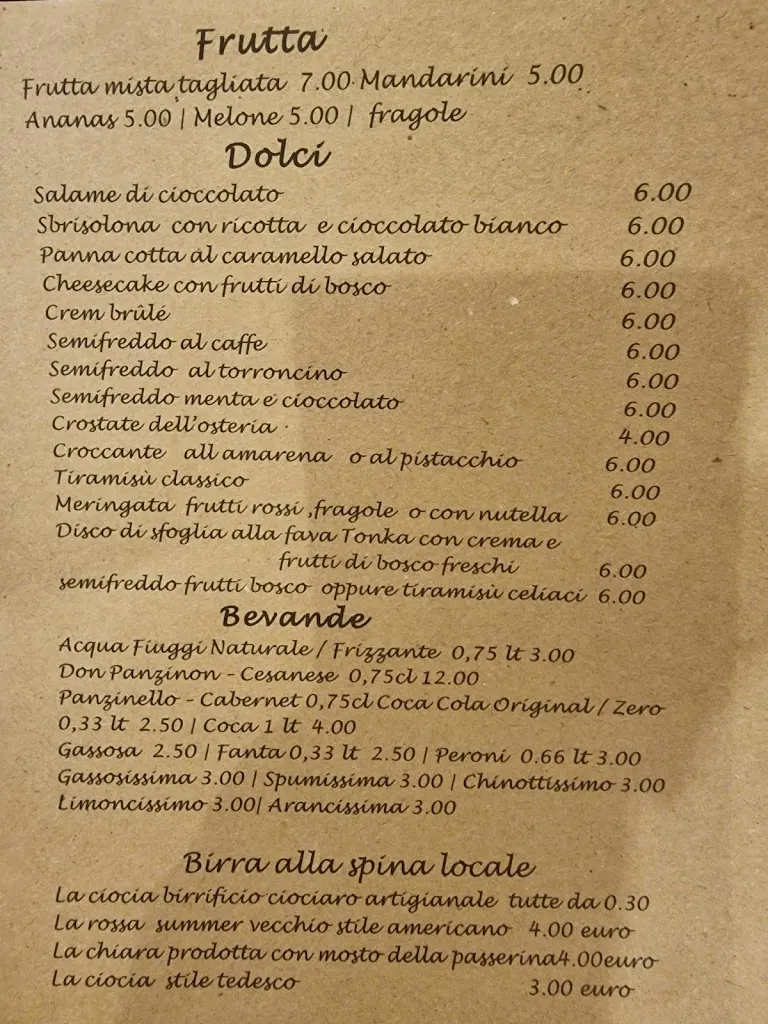 Frutta
Frutta mista tagliata 7.00 Mandarini 5.00
Ananas 5.00 | Melone 5.00 | fragole
Dolci
Salame di cioccolato 6.00
Sbrisolona con ricotta e cioccolato bianco 6.00
Panna cotta al caramello salato 6.00
Cheesecake con frutti di bosco 6.00
Crem brûlé 6.00
Semifreddo al caffe 6.00
Semifreddo al torroncino 6.00
Semifreddo menta e cioccolato 6.00
Crostate dell'osteria 4.00
Croccante all amarena o al pistacchio 6.00
Tiramisù classico 6.00
Meringata frutti rossi ,fragole o con nutella 6.00
Disco di sfoglia alla fava Tonka con crema e
frutti di bosco freschi 6.00
semifreddo frutti bosco oppure tiramisù celiaci 6.00
Bevande
Acqua Fiuggi Naturale / Frizzante 0,75 lt 3.00
Don Panzinon - Cesanese 0,75cl 12.00
Panzinello - Cabernet 0,75cl Coca Cola Original / Zero
0,33 lt 2.50 | Coca 1 lt 4.00
Gassosa 2.50 | Fanta 0,33 lt 2.50 | Peroni 0.66 lt 3.00
Gassosissima 3.00 | Spumissima 3.00 | Chinottissimo 3.00
Limoncissimo 3.00| Arancissima 3.00
Birra alla spina locale
La ciocia birrificio ciociaro artigianale tutte da 0.30
La rossa summer vecchio stile americano 4.00 euro
La chiara prodotta con mosto della passerina4.00euro
La ciocia stile tedesco 3.00 euro